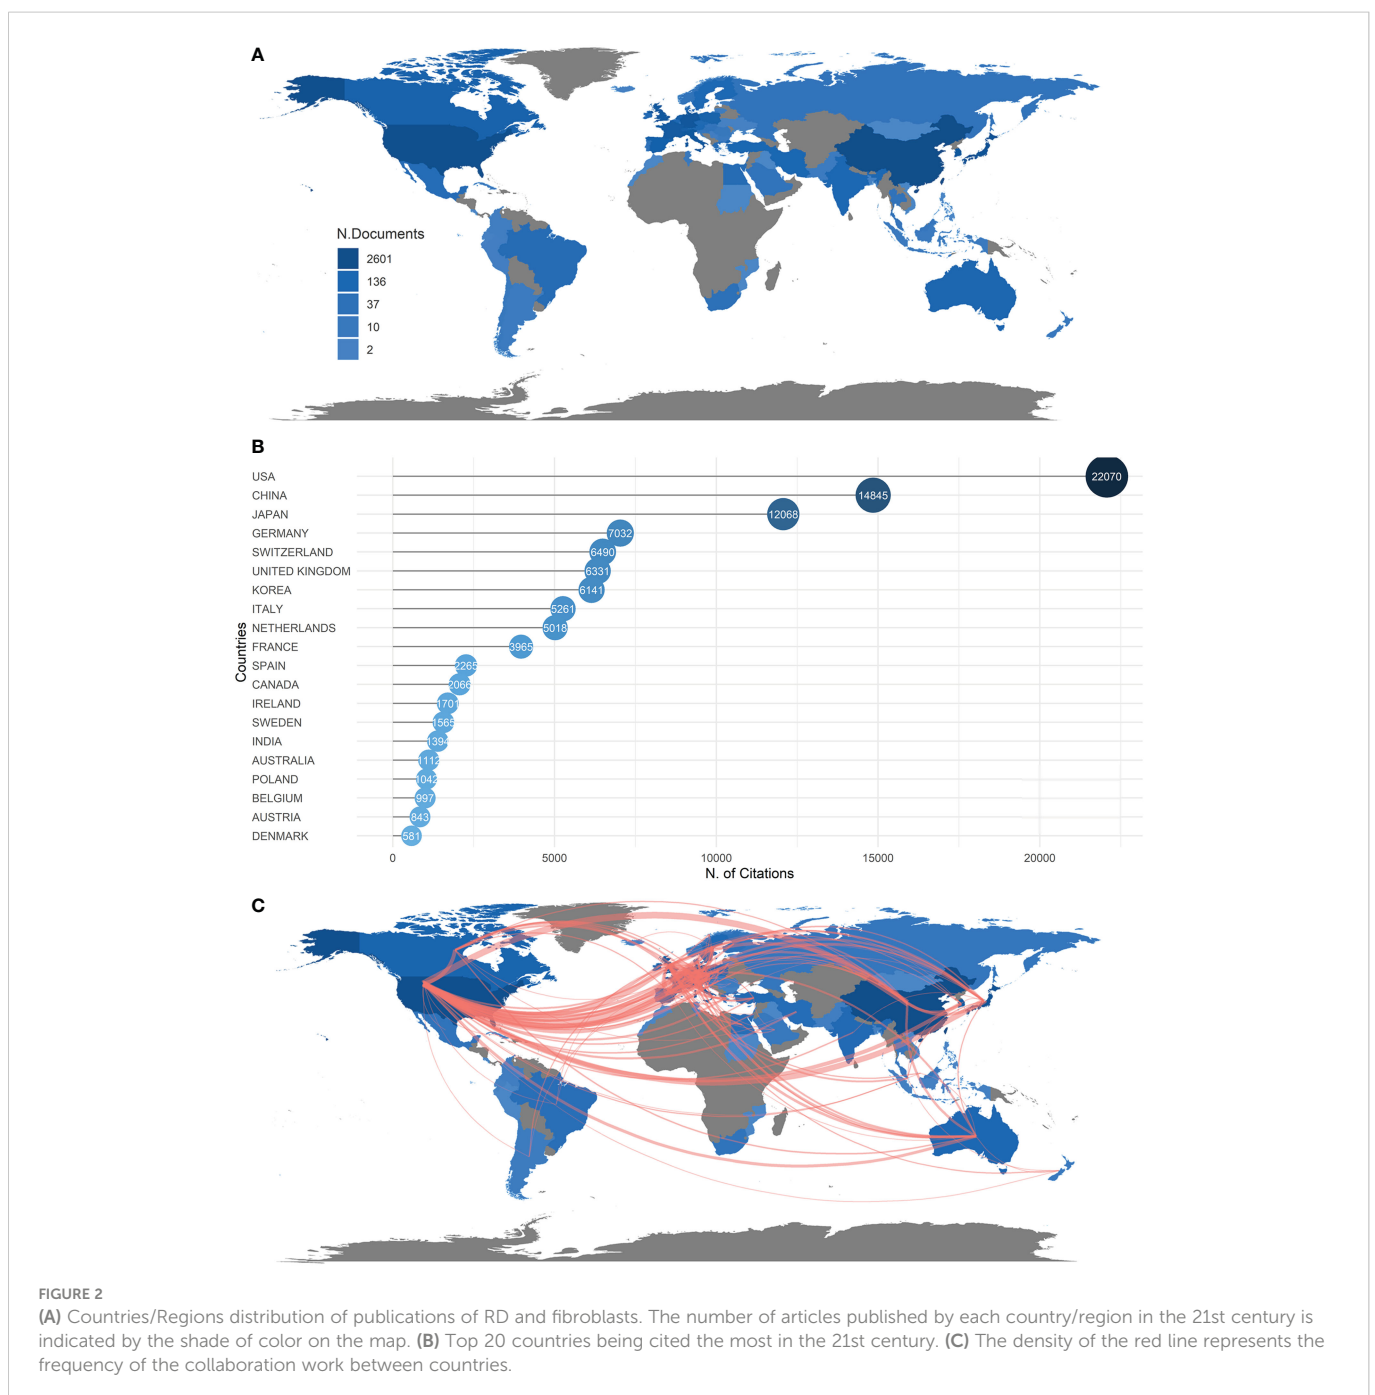 A
N.Documents
2601
136
37
10
2
B
Countries
USA 22070
CHINA 14845
JAPAN 12068
GERMANY 7032
SWITZERLAND 6490
UNITED KINGDOM 6331
KOREA 6141
ITALY 5261
NETHERLANDS 5018
FRANCE 3965
SPAIN 2265
CANADA 2066
IRELAND 1701
SWEDEN 1565
INDIA 1394
AUSTRALIA 1112
POLAND 1042
BELGIUM 997
AUSTRIA 843
DENMARK 581
0 5000 10000 15000 20000
N. of Citations
C
FIGURE 2
(A) Countries/Regions distribution of publications of RD and fibroblasts. The number of articles published by each country/region in the 21st century is
indicated by the shade of color on the map. (B) Top 20 countries being cited the most in the 21st century. (C) The density of the red line represents the
frequency of the collaboration work between countries.